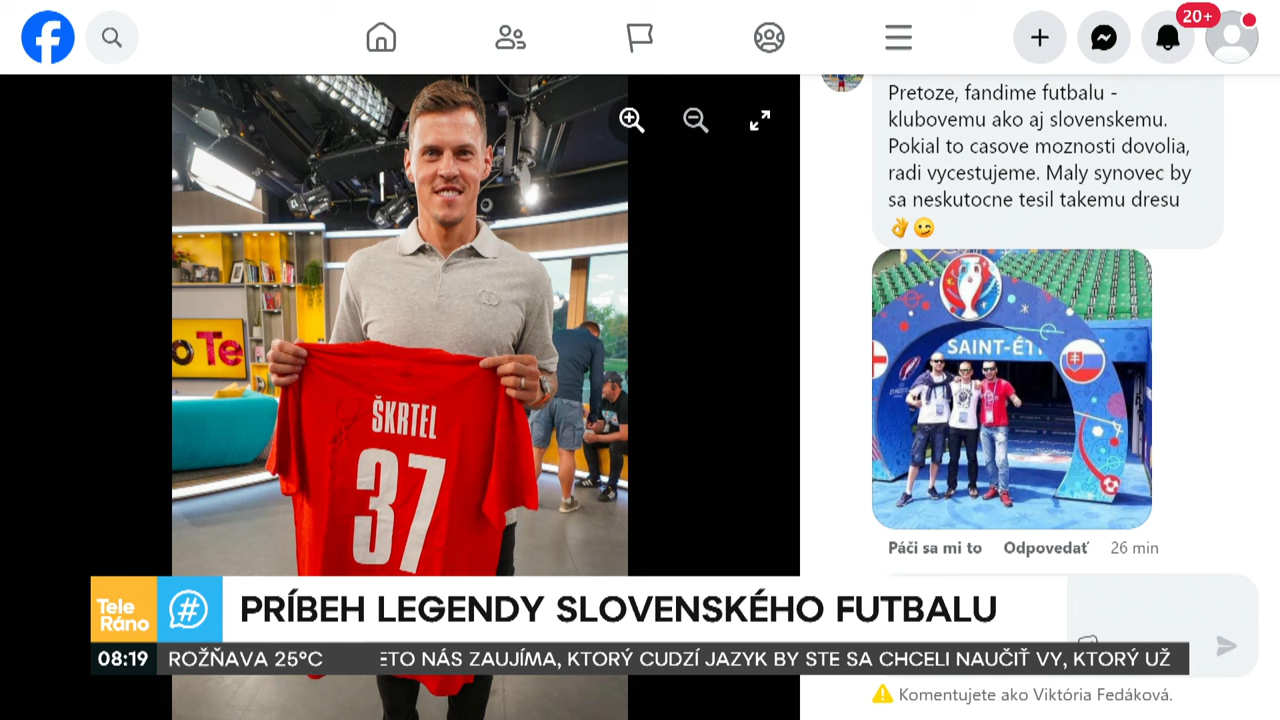 20+
Pretoze, fandime futbalu -
klubovemu ako aj slovenskemu.
Pokial to casove moznosti dovolia,
radi vycestujeme. Maly synovec by
sa neskutocne tesil takemu dresu
👌😉
o Te
SAINT-ÉT
ŠKRTEL
37
Páči sa mi to Odpovedať 26 min
Tele
Ráno
#
PRÍBEH LEGENDY SLOVENSKÉHO FUTBALU
08:19 ROŽŇAVA 25°C ETO NÁS ZAUJÍMA, KTORÝ CUDZÍ JAZYK BY STE SA CHCELI NAUČIŤ VY, KTORÝ UŽ
Komentujete ako Viktória Fedáková.